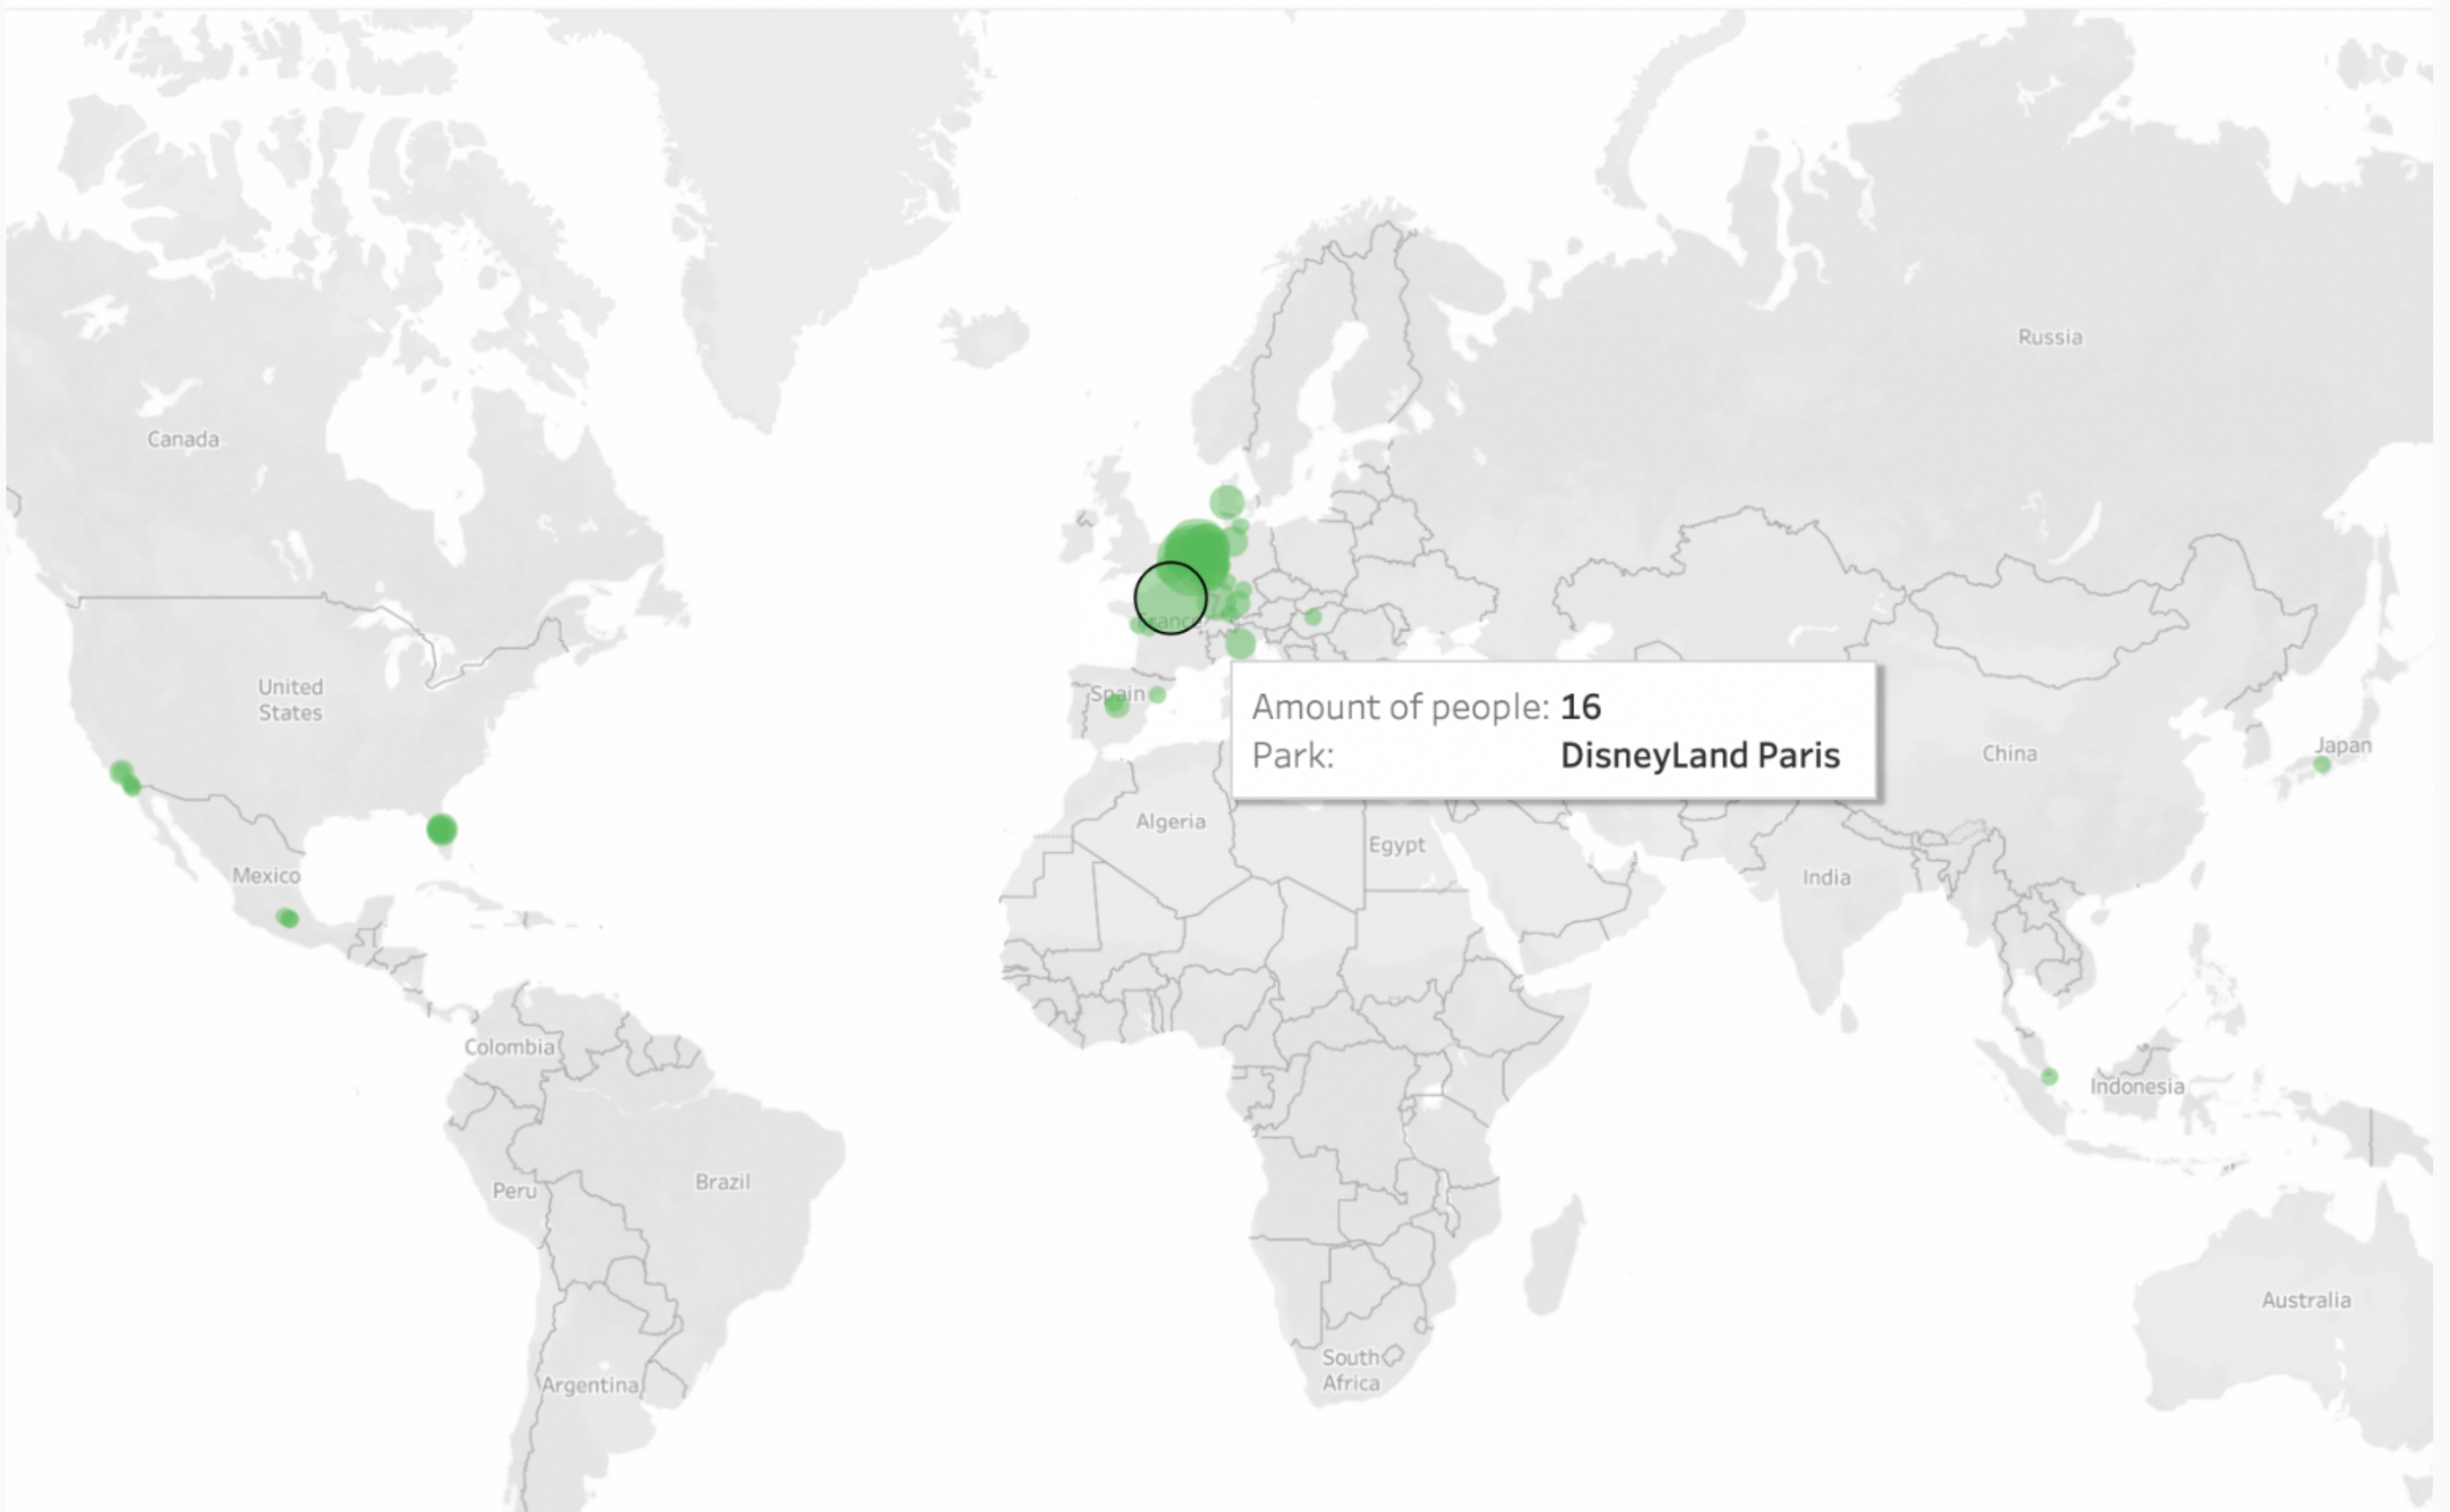 Russia
Canada
France
United
States
Spain
Amount of people: 16
Park: DisneyLand Paris
Japan
China
Algeria
Egypt
Mexico
India
Colombia
Indonesia
Brazil
Peru
Australia
South
Africa
Argentina